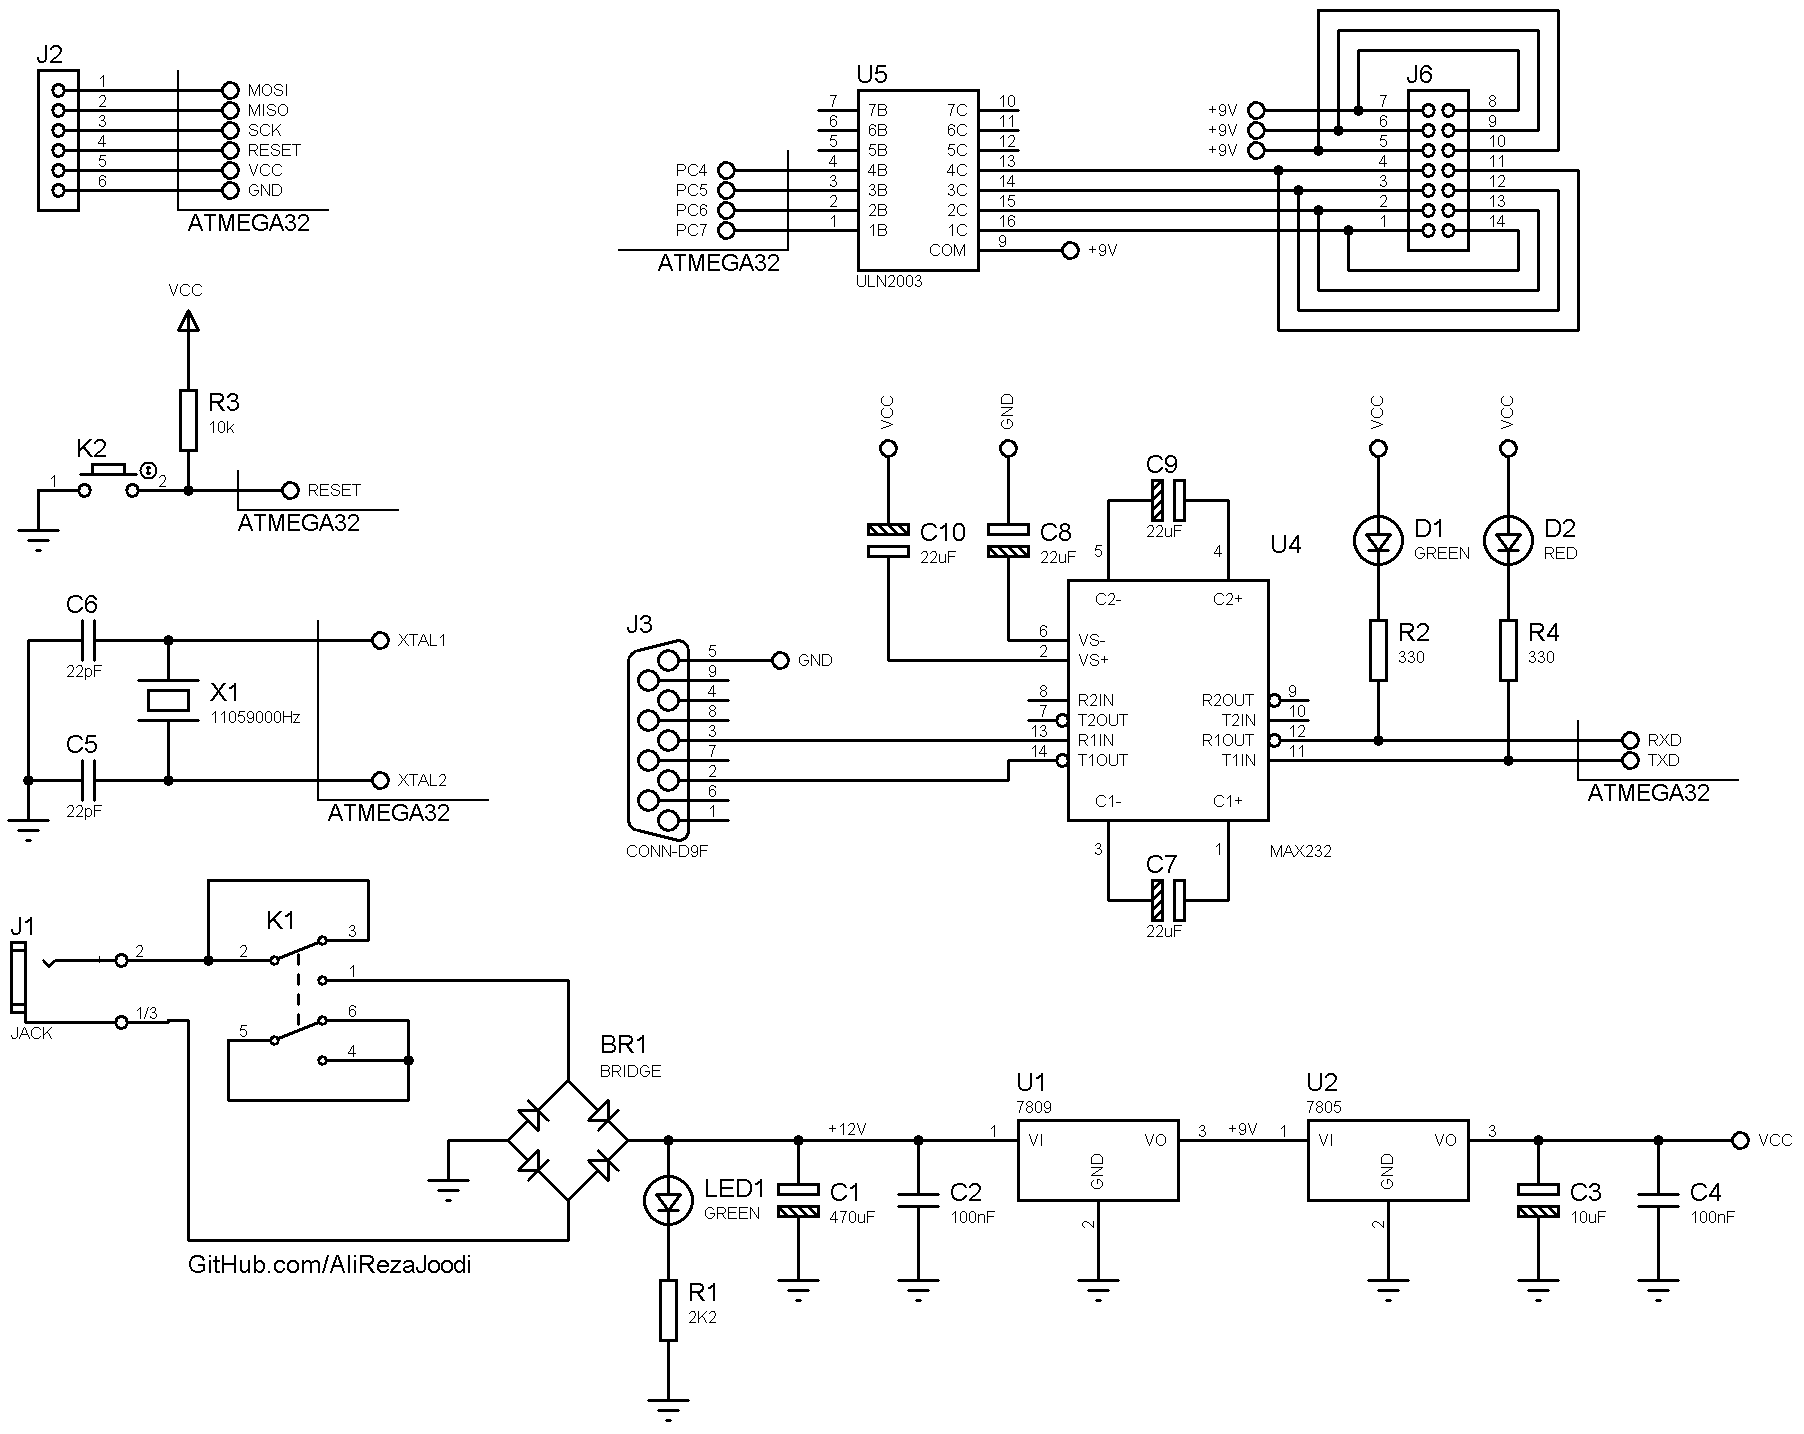 J2
1 MOSI
2 MISO
3 SCK
4 RESET
5 VCC
6 GND
ATMEGA32
U5
7 7B 7C 10
6 6B 6C 11
5 5B 5C 12
PC4 4 4B 4C 13
PC5 3 3B 3C 14
PC6 2 2B 2C 15
PC7 1 1B 1C 16
COM 9 +9V
ATMEGA32
ULN2003
J6
+9V 7 8
+9V 6 9
+9V 5 10
4 11
3 12
2 13
1 14
VCC
R3
10k
K2
1 2
RESET
ATMEGA32
C6
22pF
XTAL1
X1
11059000Hz
C5
22pF
XTAL2
ATMEGA32
VCC
GND
C10
22uF
C8
22uF
C9
22uF
5 4
U4
C2- C2+
6 VS-
2 VS+
8 R2IN R2OUT 9
7 T2OUT T2IN 10
13 R1IN R1OUT 12
14 T1OUT T1IN 11
C1- C1+
3 1
MAX232
C7
22uF
VCC
VCC
D1
GREEN
D2
RED
R2
330
R4
330
RXD
TXD
ATMEGA32
J3
5 GND
9
4
8
3
7
2
6
1
CONN-D9F
J1
+ 2
1/3
JACK
K1
2 3
1
5 6
4
BR1
BRIDGE
GitHub.com/AliRezaJoodi
+12V
LED1
GREEN
R1
2K2
C1
470uF
C2
100nF
U1
7809
1 VI VO 3
GND
2
+9V
U2
7805
1 VI VO 3
GND
2
C3
10uF
C4
100nF
VCC